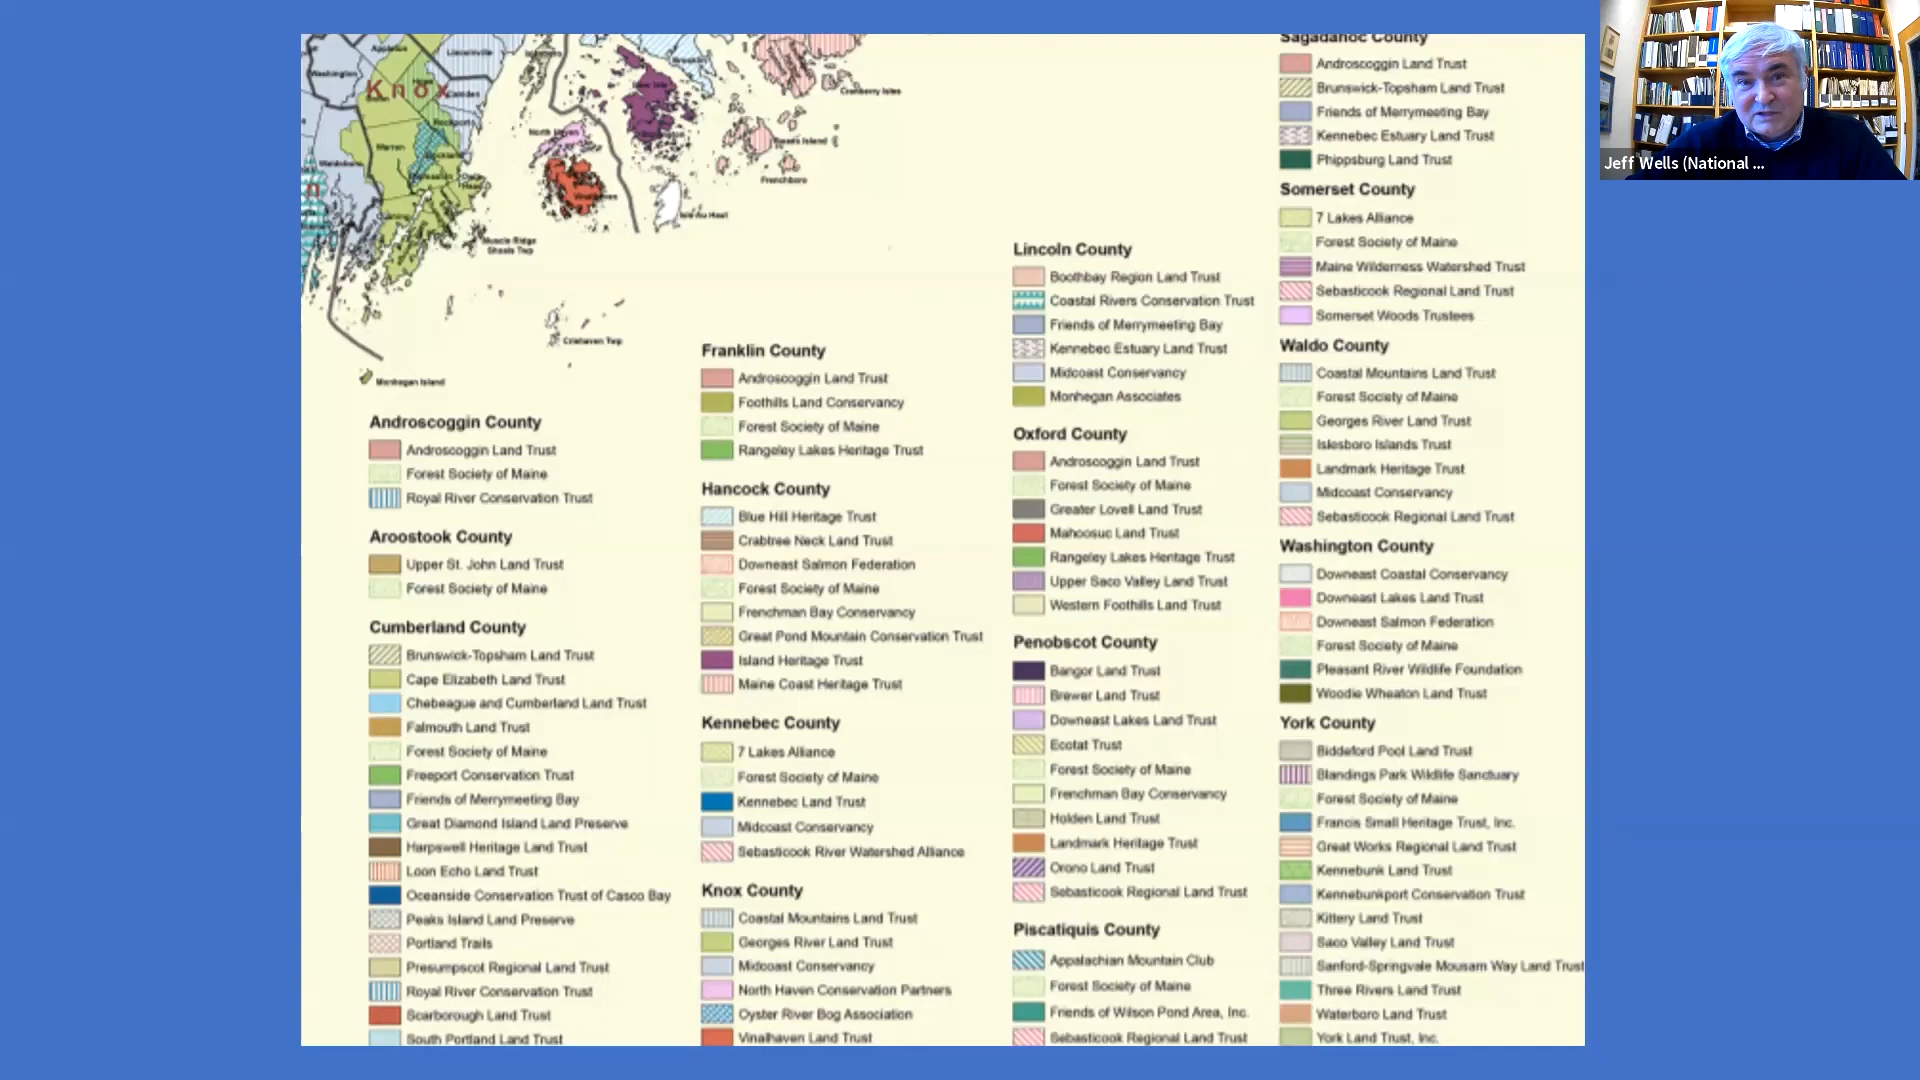 Appleton
Lincolnville
Washington
Hope
Knox
Camden
Rockport
Warren
Rockland
Waldoboro
Brooklin
Cranberry Isles
North Haven
Swans Island
Frenchboro
Isle Au Haut
Muscle Ridge
Shoals Twp
Criehaven Twp
Monhegan Island
Androscoggin County
Androscoggin Land Trust
Forest Society of Maine
Royal River Conservation Trust
Aroostook County
Upper St. John Land Trust
Forest Society of Maine
Cumberland County
Brunswick-Topsham Land Trust
Cape Elizabeth Land Trust
Chebeague and Cumberland Land Trust
Falmouth Land Trust
Forest Society of Maine
Freeport Conservation Trust
Friends of Merrymeeting Bay
Great Diamond Island Land Preserve
Harpswell Heritage Land Trust
Loon Echo Land Trust
Oceanside Conservation Trust of Casco Bay
Peaks Island Land Preserve
Portland Trails
Presumpscot Regional Land Trust
Royal River Conservation Trust
Scarborough Land Trust
South Portland Land Trust
Franklin County
Androscoggin Land Trust
Foothills Land Conservancy
Forest Society of Maine
Rangeley Lakes Heritage Trust
Hancock County
Blue Hill Heritage Trust
Crabtree Neck Land Trust
Downeast Salmon Federation
Forest Society of Maine
Frenchman Bay Conservancy
Great Pond Mountain Conservation Trust
Island Heritage Trust
Maine Coast Heritage Trust
Kennebec County
7 Lakes Alliance
Forest Society of Maine
Kennebec Land Trust
Midcoast Conservancy
Sebasticook River Watershed Alliance
Knox County
Coastal Mountains Land Trust
Georges River Land Trust
Midcoast Conservancy
North Haven Conservation Partners
Oyster River Bog Association
Vinalhaven Land Trust
Lincoln County
Boothbay Region Land Trust
Coastal Rivers Conservation Trust
Friends of Merrymeeting Bay
Kennebec Estuary Land Trust
Midcoast Conservancy
Monhegan Associates
Oxford County
Androscoggin Land Trust
Forest Society of Maine
Greater Lovell Land Trust
Mahoosuc Land Trust
Rangeley Lakes Heritage Trust
Upper Saco Valley Land Trust
Western Foothills Land Trust
Penobscot County
Bangor Land Trust
Brewer Land Trust
Downeast Lakes Land Trust
Ecotat Trust
Forest Society of Maine
Frenchman Bay Conservancy
Holden Land Trust
Landmark Heritage Trust
Orono Land Trust
Sebasticook Regional Land Trust
Piscatiquis County
Appalachian Mountain Club
Forest Society of Maine
Friends of Wilson Pond Area, Inc.
Sebasticook Regional Land Trust
Sagadahoc County
Androscoggin Land Trust
Brunswick-Topsham Land Trust
Friends of Merrymeeting Bay
Kennebec Estuary Land Trust
Phippsburg Land Trust
Somerset County
7 Lakes Alliance
Forest Society of Maine
Maine Wilderness Watershed Trust
Sebasticook Regional Land Trust
Somerset Woods Trustees
Waldo County
Coastal Mountains Land Trust
Forest Society of Maine
Georges River Land Trust
Islesboro Islands Trust
Landmark Heritage Trust
Midcoast Conservancy
Sebasticook Regional Land Trust
Washington County
Downeast Coastal Conservancy
Downeast Lakes Land Trust
Downeast Salmon Federation
Forest Society of Maine
Pleasant River Wildlife Foundation
Woodie Wheaton Land Trust
York County
Biddeford Pool Land Trust
Blandings Park Wildlife Sanctuary
Forest Society of Maine
Francis Small Heritage Trust, Inc.
Great Works Regional Land Trust
Kennebunk Land Trust
Kennebunkport Conservation Trust
Kittery Land Trust
Saco Valley Land Trust
Sanford-Springvale Mousam Way Land Trust
Three Rivers Land Trust
Waterboro Land Trust
York Land Trust, Inc.
Jeff Wells (National ...